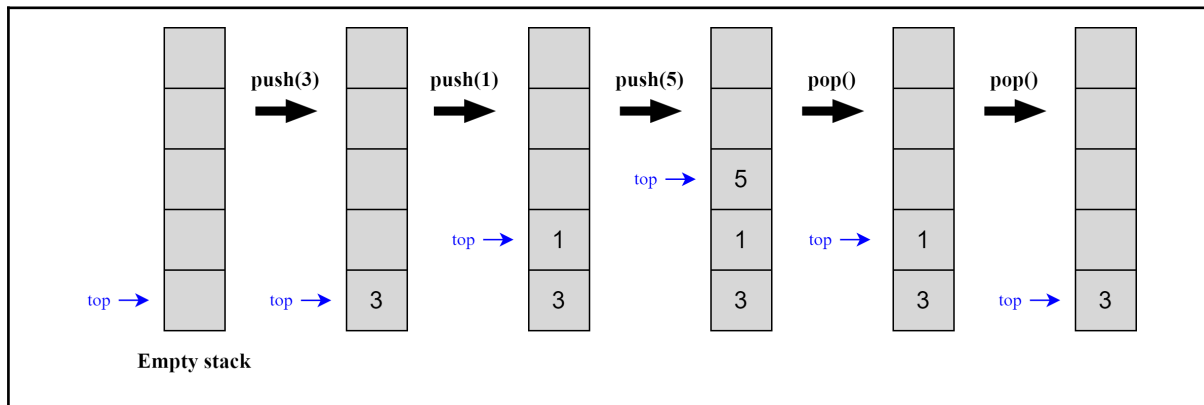 push(3)
push(1)
push(5)
pop()
pop()
top
5
top
1
1
top
1
top
top
3
3
3
3
top
3
Empty stack